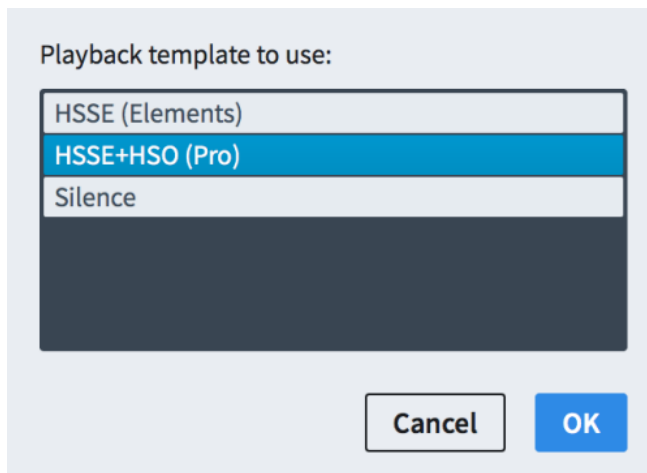 Playback template to use:
HSSE (Elements)
HSSE+HSO (Pro)
Silence
Cancel
OK